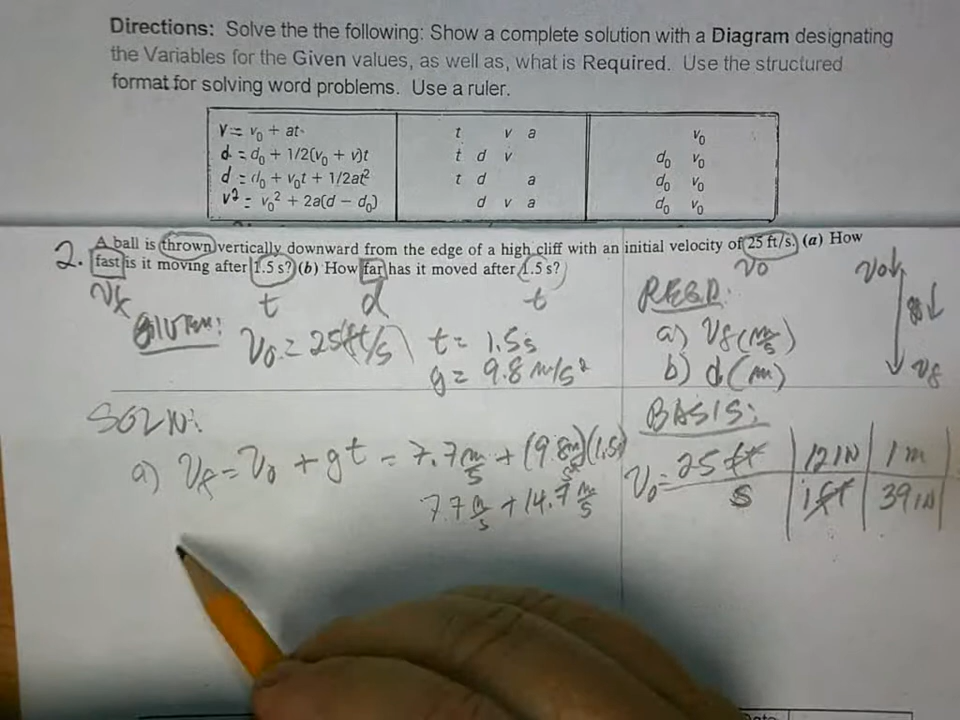 Directions: Solve the the following: Show a complete solution with a Diagram designating
the Variables for the Given values, as well as, what is Required. Use the structured
format for solving word problems. Use a ruler.
v = v₀ + at t v a v₀
d = d₀ + 1/2(v₀ + v)t t d v d₀ v₀
d = d₀ + v₀t + 1/2at² t d a d₀ v₀
v² = v₀² + 2a(d − d₀) d v a d₀ v₀
2. A ball is thrown vertically downward from the edge of a high cliff with an initial velocity of 25 ft/s. (a) How
fast is it moving after 1.5 s? (b) How far has it moved after 1.5 s?
Vf t d t V₀
GIVEN: V₀ = 25 (ft/s) t = 1.5s
g = 9.8 m/s²
REQD:
a) Vf (m/s)
b) d (m)
V₀↓
g↓
Vf
SOLN:
a) Vf = V₀ + gt = 7.7 m/s + (9.8 m/s²)(1.5s)
7.7 m/s + 14.7 m/s
BASIS:
V₀ = 25 ft | 12 IN | 1 m
s | 1 ft | 39 IN